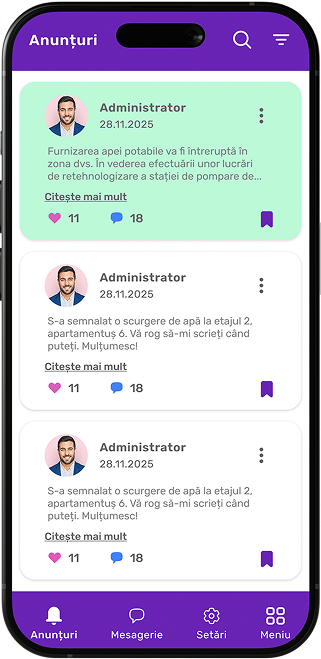 Anunțuri
Administrator
28.11.2025
Furnizarea apei potabile va fi întreruptă în
zona dvs. În vederea efectuării unor lucrări
de retehnologizare a stației de pompare de...
Citește mai mult
11 18
Administrator
28.11.2025
S-a semnalat o scurgere de apă la etajul 2,
apartamentuș 6. Vă rog să-mi scrieți când
puteți. Mulțumesc!
Citește mai mult
11 18
Administrator
28.11.2025
S-a semnalat o scurgere de apă la etajul 2,
apartamentuș 6. Vă rog să-mi scrieți când
puteți. Mulțumesc!
Citește mai mult
11 18
Anunțuri Mesagerie Setări Meniu